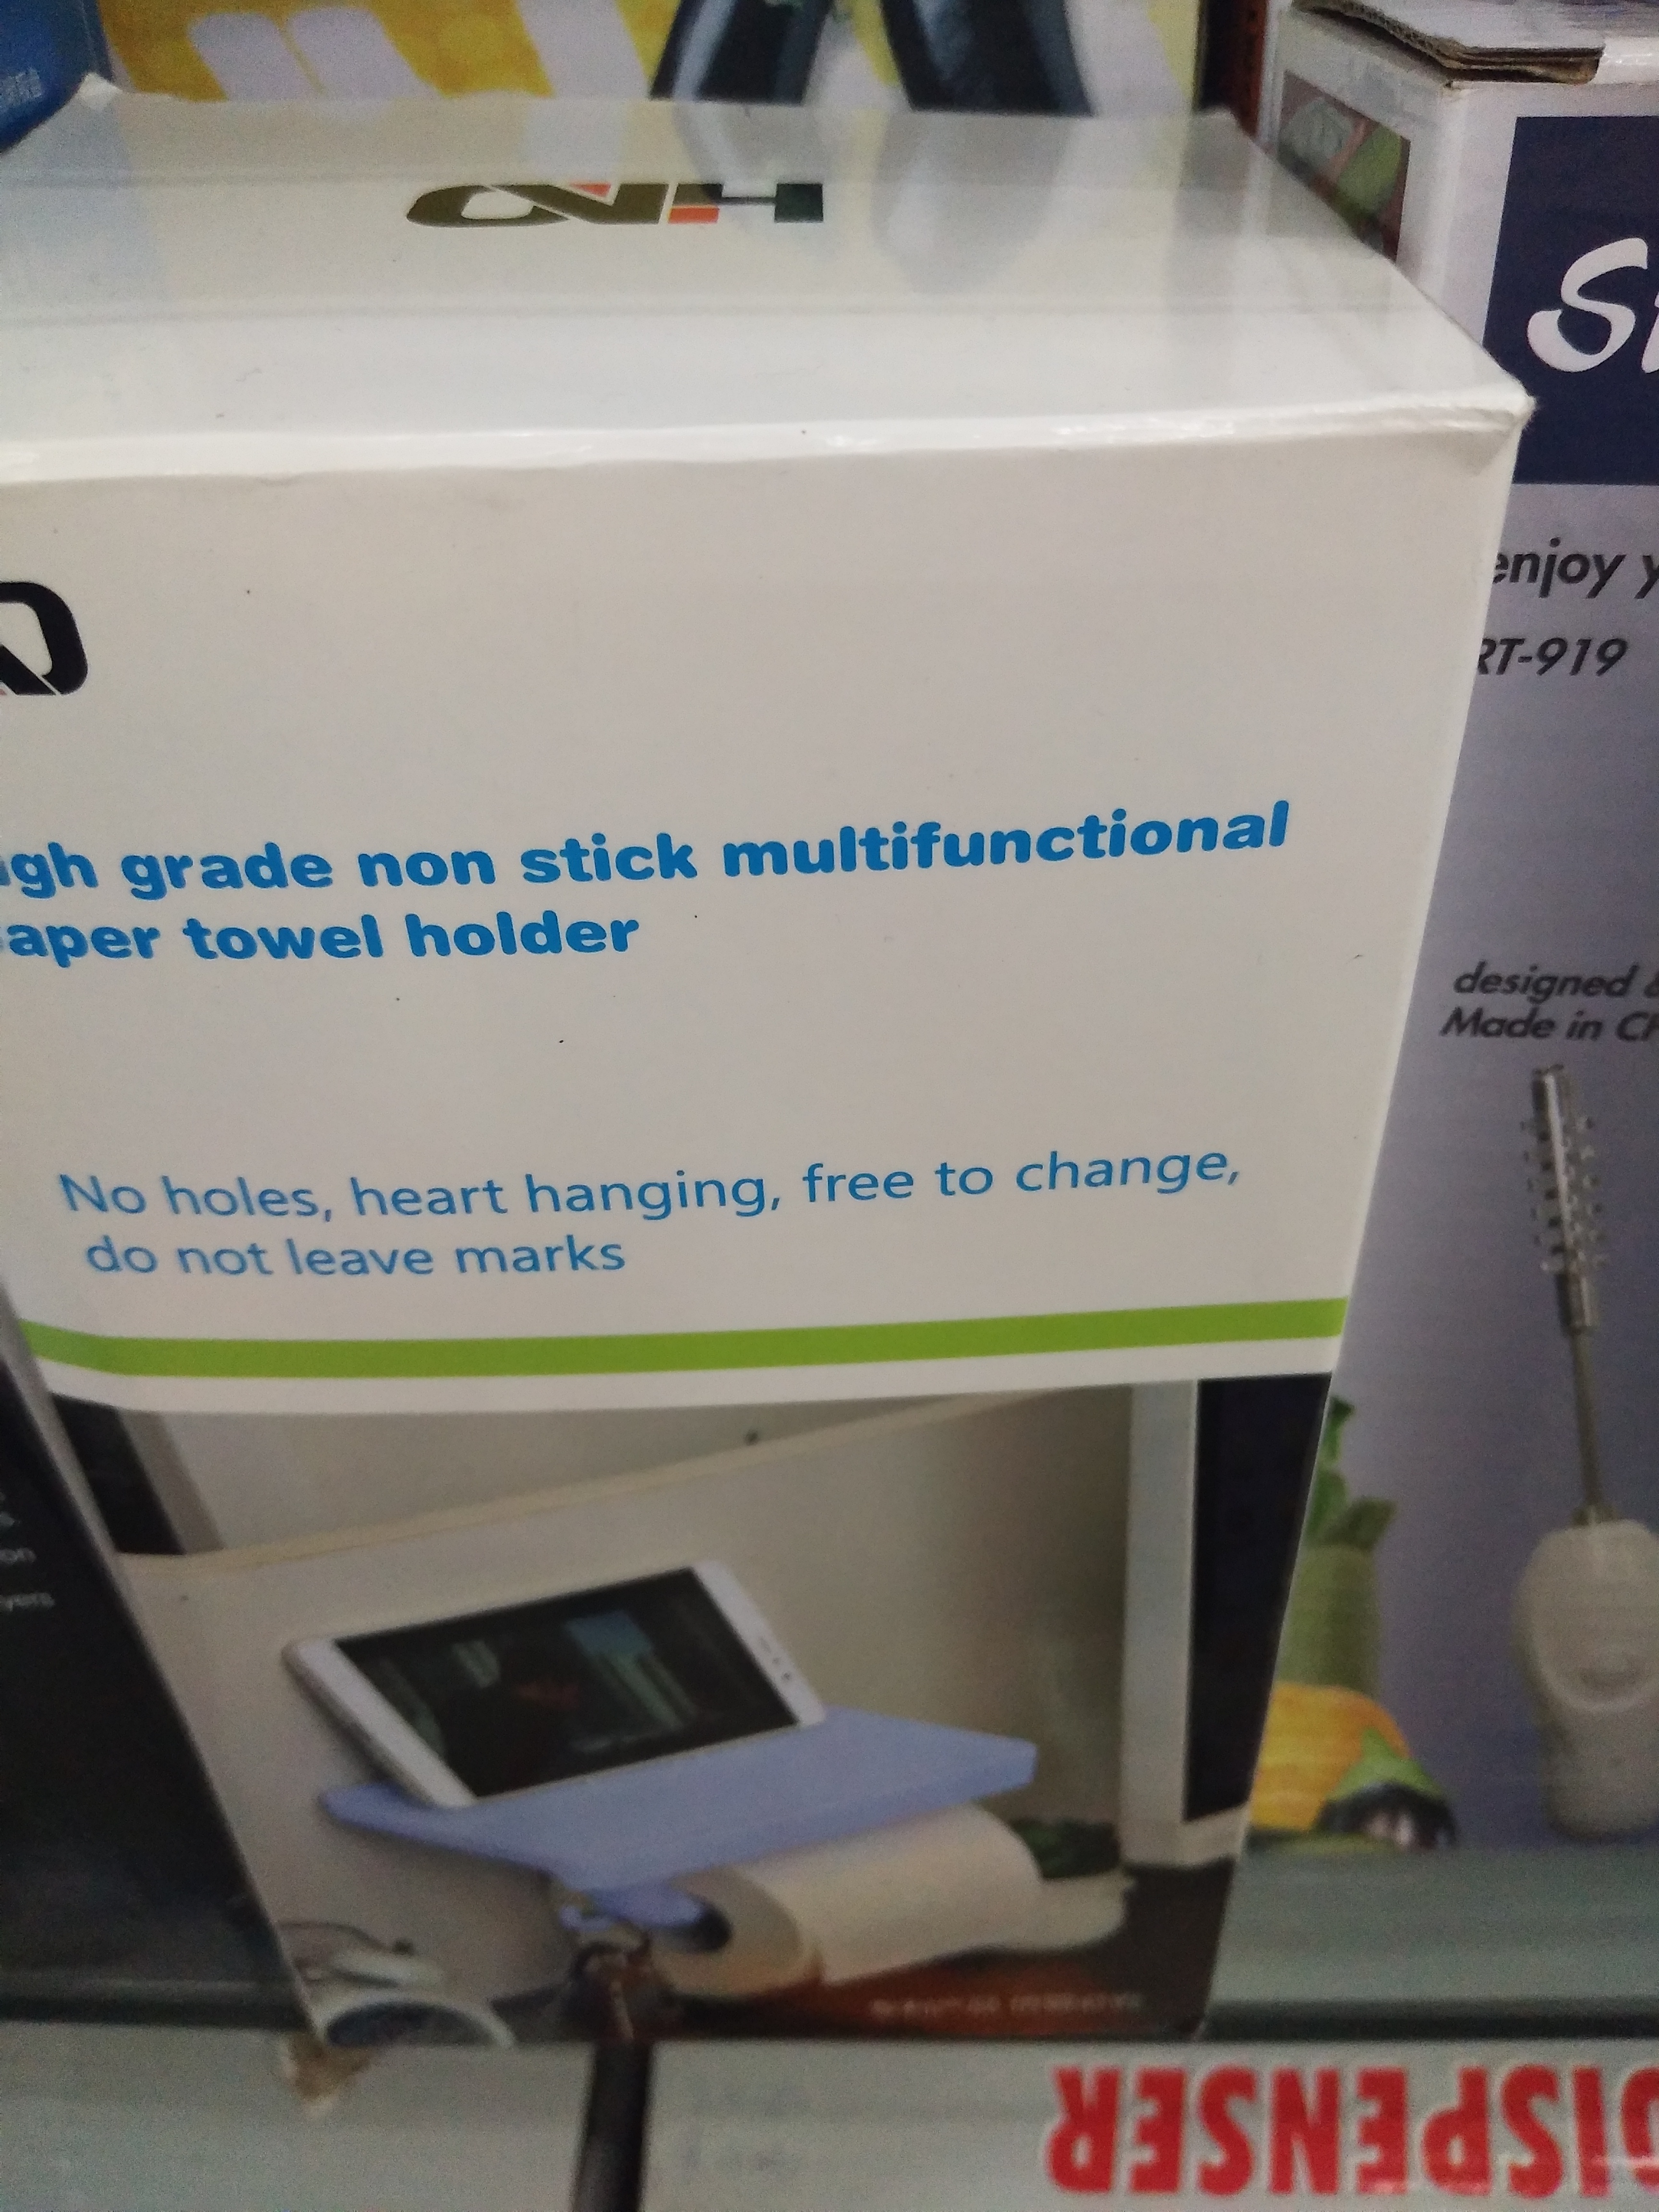 igh grade non stick multifunctional
aper towel holder
No holes, heart hanging, free to change,
do not leave marks
enjoy y
RT-919
designed &
Made in Ch
DISPENSER